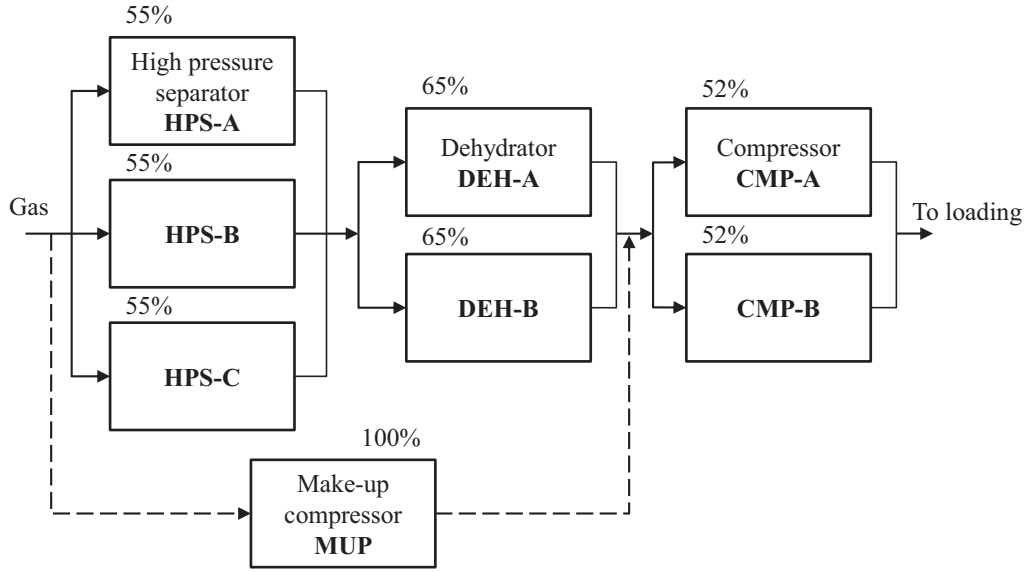 55%
High pressure
separator
HPS-A
55%
HPS-B
55%
HPS-C
Gas
65%
Dehydrator
DEH-A
65%
DEH-B
52%
Compressor
CMP-A
52%
CMP-B
To loading
100%
Make-up
compressor
MUP